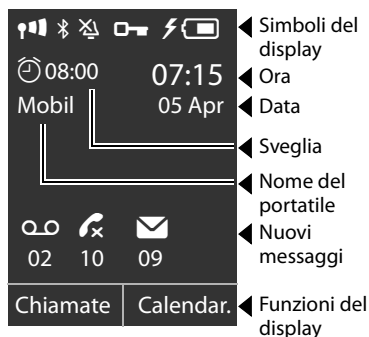 Simboli del
display
08:00
07:15
Ora
Mobil
05 Apr
Data
Sveglia
Nome del
portatile
Nuovi
messaggi
02 10 09
Chiamate
Calendar.
Funzioni del
display